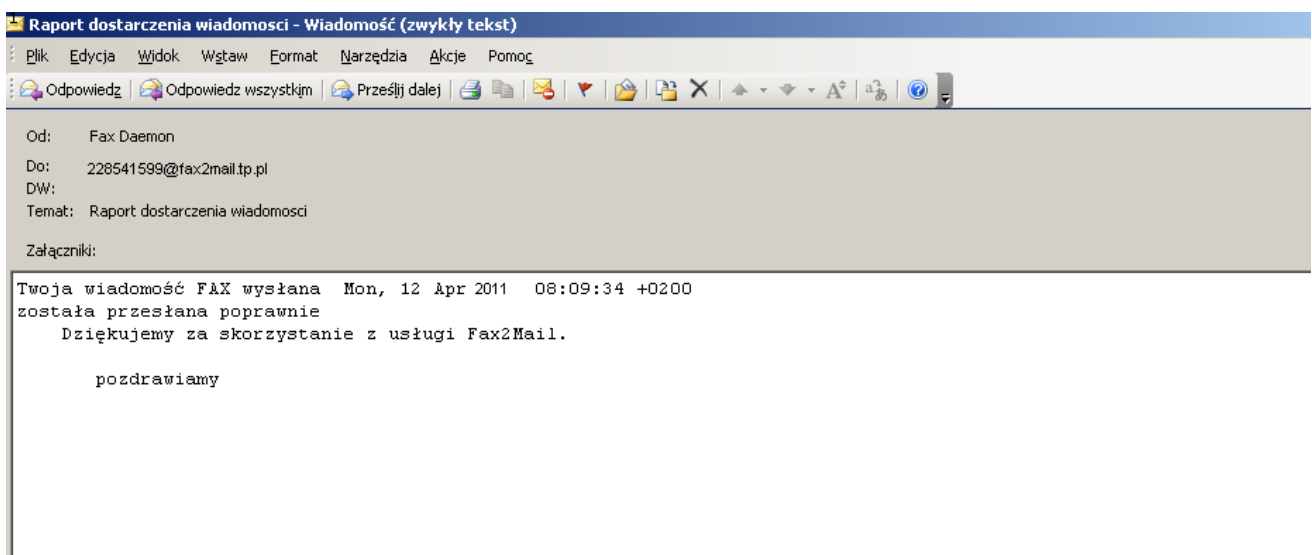 Raport dostarczenia wiadomosci - Wiadomość (zwykły tekst)
Plik Edycja Widok Wstaw Format Narzędzia Akcje Pomoc
Odpowiedz Odpowiedz wszystkim Prześlij dalej
Od: Fax Daemon
Do: 228541599@fax2mail.tp.pl
DW:
Temat: Raport dostarczenia wiadomosci
Załączniki:
Twoja wiadomość FAX wysłana Mon, 12 Apr 2011 08:09:34 +0200
została przesłana poprawnie
Dziękujemy za skorzystanie z usługi Fax2Mail.
pozdrawiamy